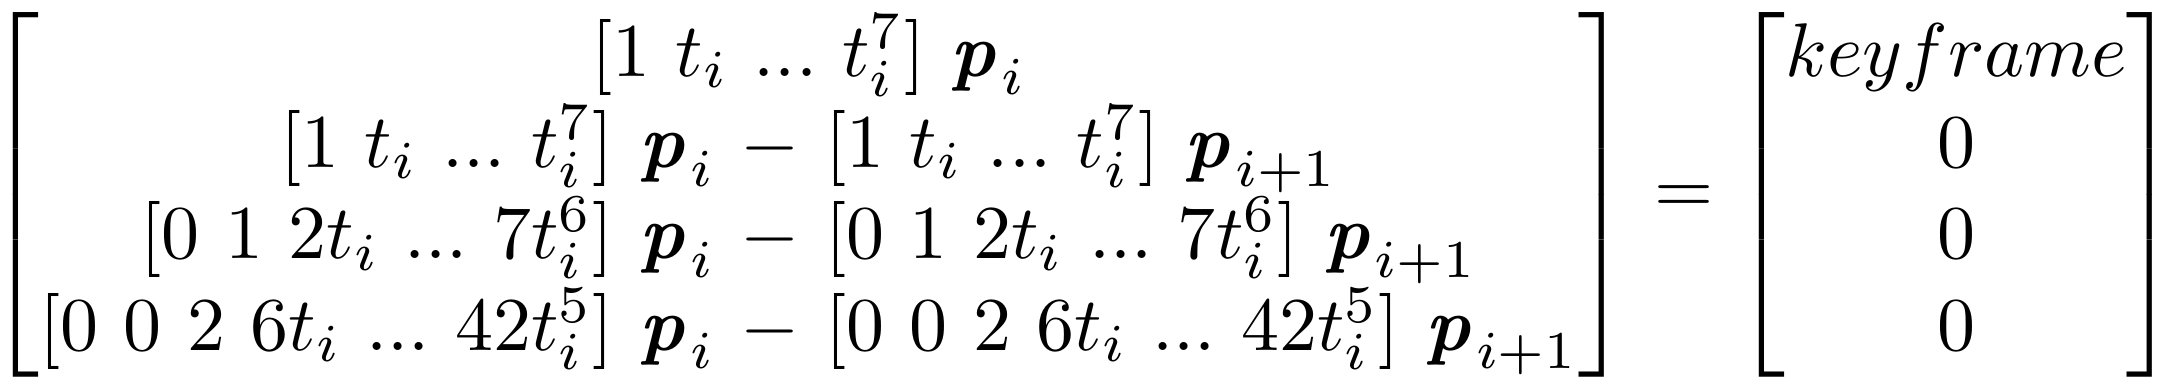 [1 t_i ... t_i^7] p_i = keyframe
[1 t_i ... t_i^7] p_i − [1 t_i ... t_i^7] p_{i+1} = 0
[0 1 2t_i ... 7t_i^6] p_i − [0 1 2t_i ... 7t_i^6] p_{i+1} = 0
[0 0 2 6t_i ... 42t_i^5] p_i − [0 0 2 6t_i ... 42t_i^5] p_{i+1} = 0